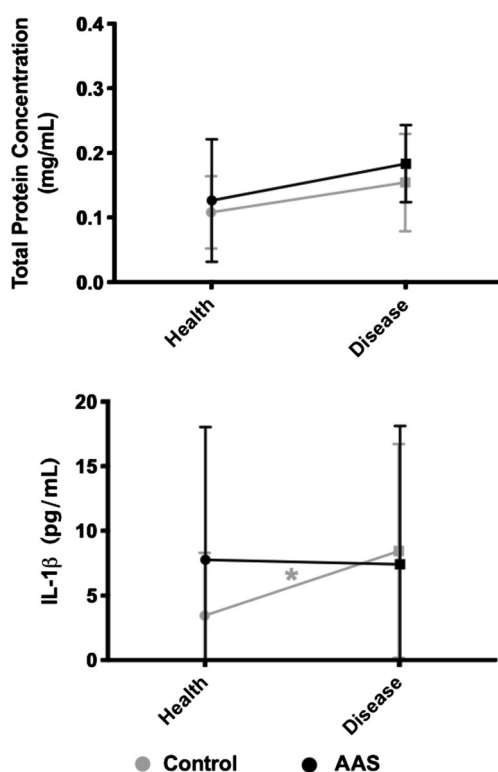 Total Protein Concentration
(mg/mL)
0.4
0.3
0.2
0.1
0.0
Health
Disease
IL-1β (pg/mL)
20
15
10
5
0
*
Health
Disease
Control
AAS